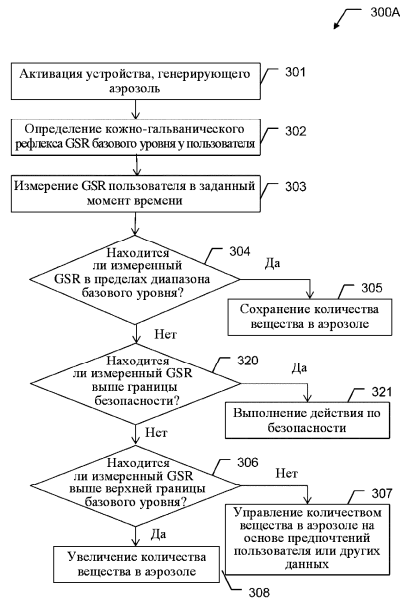 300A
Активация устройства, генерирующего
аэрозоль
301
Определение кожно-гальванического
рефлекса GSR базового уровня у пользователя
302
Измерение GSR пользователя в заданный
момент времени
303
Находится
ли измеренный
GSR в пределах диапазона
базового уровня?
304
Да
Сохранение количества
вещества в аэрозоле
305
Нет
Находится
ли измеренный GSR
выше границы
безопасности?
320
Да
Выполнение действия по
безопасности
321
Нет
Находится
ли измеренный GSR
выше верхней границы
базового уровня?
306
Нет
Управление количеством
вещества в аэрозоле на
основе предпочтений
пользователя или других
данных
307
Да
Увеличение количества
вещества в аэрозоле
308